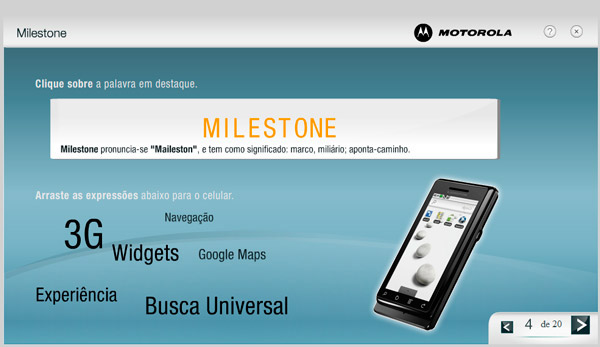 Milestone
MOTOROLA
?
×
Clique sobre a palavra em destaque.
MILESTONE
Milestone pronuncia-se "Maileston", e tem como significado: marco, miliário; aponta-caminho.
Arraste as expressões abaixo para o celular.
Navegação
3G
Widgets
Google Maps
Experiência
Busca Universal
4 de 20